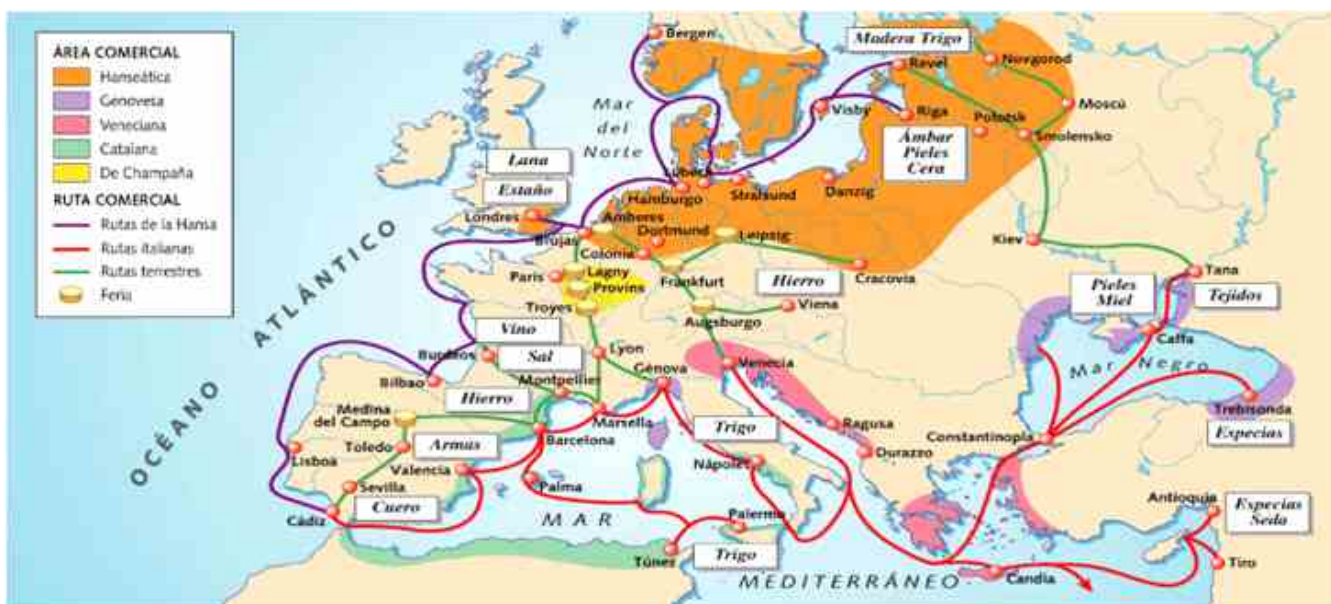 ÁREA COMERCIAL
Hanseática
Genovesa
Veneciana
Catalana
De Champaña
RUTA COMERCIAL
Rutas de la Hansa
Rutas italianas
Rutas terrestres
Feria
Bergen
Madera Trigo
Novgorod
Ravel
Moscú
Visby
Riga
Polotsk
Smolensko
Mar
del
Norte
Ámbar
Pieles
Cera
Lana
Estaño
Lübeck
Hamburgo
Stralsund
Danzig
Londres
Amberes
Brujas
Dortmund
Leipzig
Colonia
Kiev
París
Lagny
Provins
Frankfurt
Cracovia
Hierro
Tana
Troyes
Augsburgo
Viena
Pieles
Miel
Tejidos
Caffa
OCÉANO ATLÁNTICO
Vino
Burdeos
Sal
Lyon
Génova
Venecia
Mar Negro
Bilbao
Hierro
Montpellier
Trebisonda
Especias
Medina
del Campo
Marsella
Trigo
Ragusa
Constantinopla
Toledo
Armas
Barcelona
Durazzo
Lisboa
Valencia
Nápoles
Sevilla
Palma
Antioquía
Especias
Seda
Cádiz
Cuero
MAR
Palermo
Túnez
Trigo
MEDITERRÁNEO
Candía
Tiro